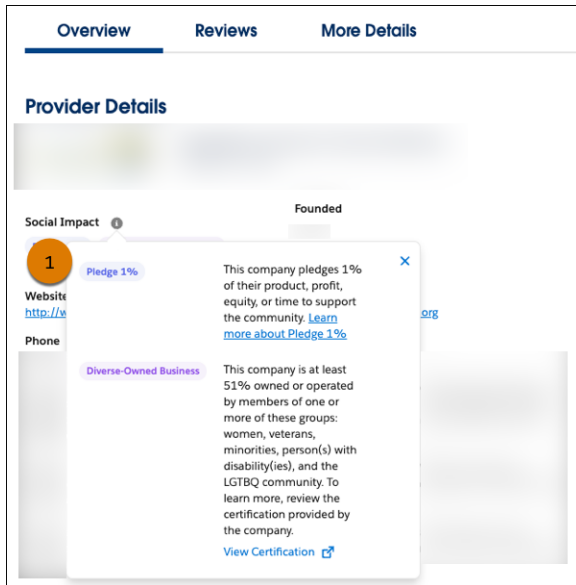 Overview Reviews More Details
Provider Details
Social Impact
Founded
1
Pledge 1%
This company pledges 1%
of their product, profit,
equity, or time to support
the community. Learn
more about Pledge 1%
Website
http://w
org
Phone
Diverse-Owned Business
This company is at least
51% owned or operated
by members of one or
more of these groups:
women, veterans,
minorities, person(s) with
disability(ies), and the
LGTBQ community. To
learn more, review the
certification provided by
the company.
View Certification